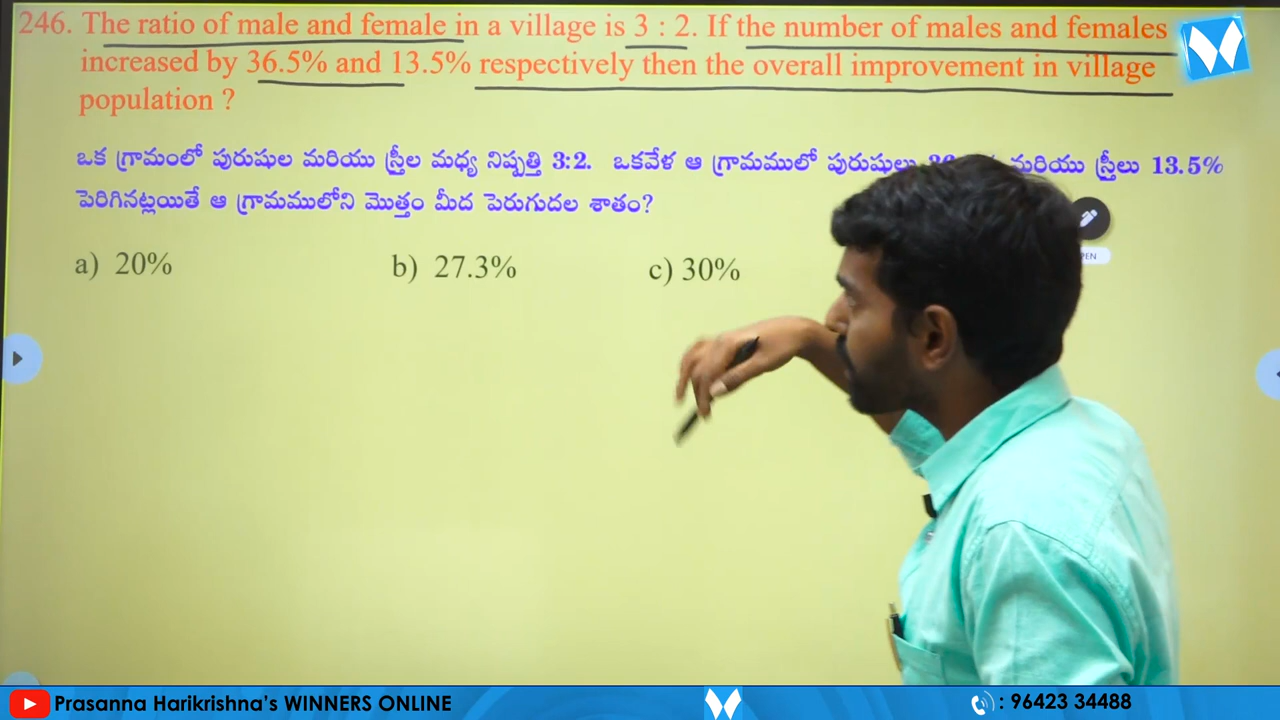 246. The ratio of male and female in a village is 3 : 2. If the number of males and females
increased by 36.5% and 13.5% respectively then the overall improvement in village
population ?
ఒక గ్రామంలో పురుషుల మరియు స్త్రీల మధ్య నిష్పత్తి 3:2. ఒకవేళ ఆ గ్రామములో పురుషులు మరియు స్త్రీలు 13.5%
పెరిగినట్లయితే ఆ గ్రామములోని మొత్తం మీద పెరుగుదల శాతం?
a) 20% b) 27.3% c) 30%
Prasanna Harikrishna's WINNERS ONLINE : 96423 34488